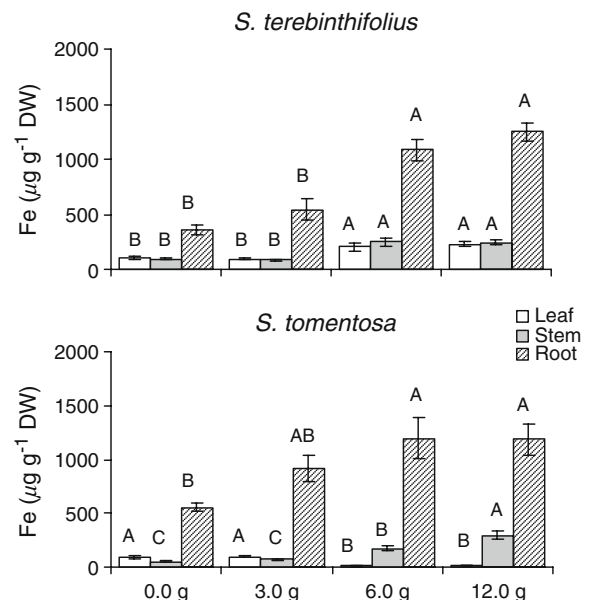 S. terebinthifolius
Fe (µg g-1 DW)
2000
1500
1000
500
0
B B B
B B B
A A A
A A A
S. tomentosa
Leaf
Stem
Root
Fe (µg g-1 DW)
2000
1500
1000
500
0
A C B
A C AB
B B A
B A A
0.0 g 3.0 g 6.0 g 12.0 g